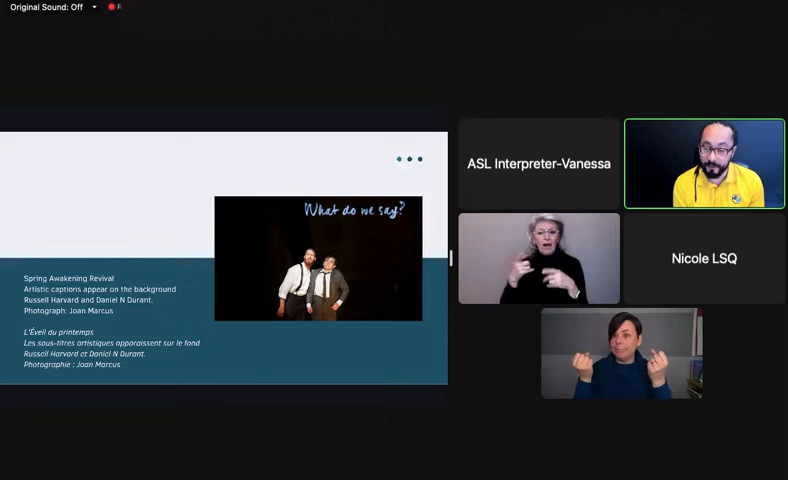 Original Sound: Off
What do we say?
Spring Awakening Revival
Artistic captions appear on the background
Russell Harvard and Daniel N Durant.
Photograph: Joan Marcus
L'Éveil du printemps
Les sous-titres artistiques apparaissent sur le fond
Russell Harvard et Daniel N Durant.
Photographie : Joan Marcus
ASL Interpreter-Vanessa
Nicole LSQ